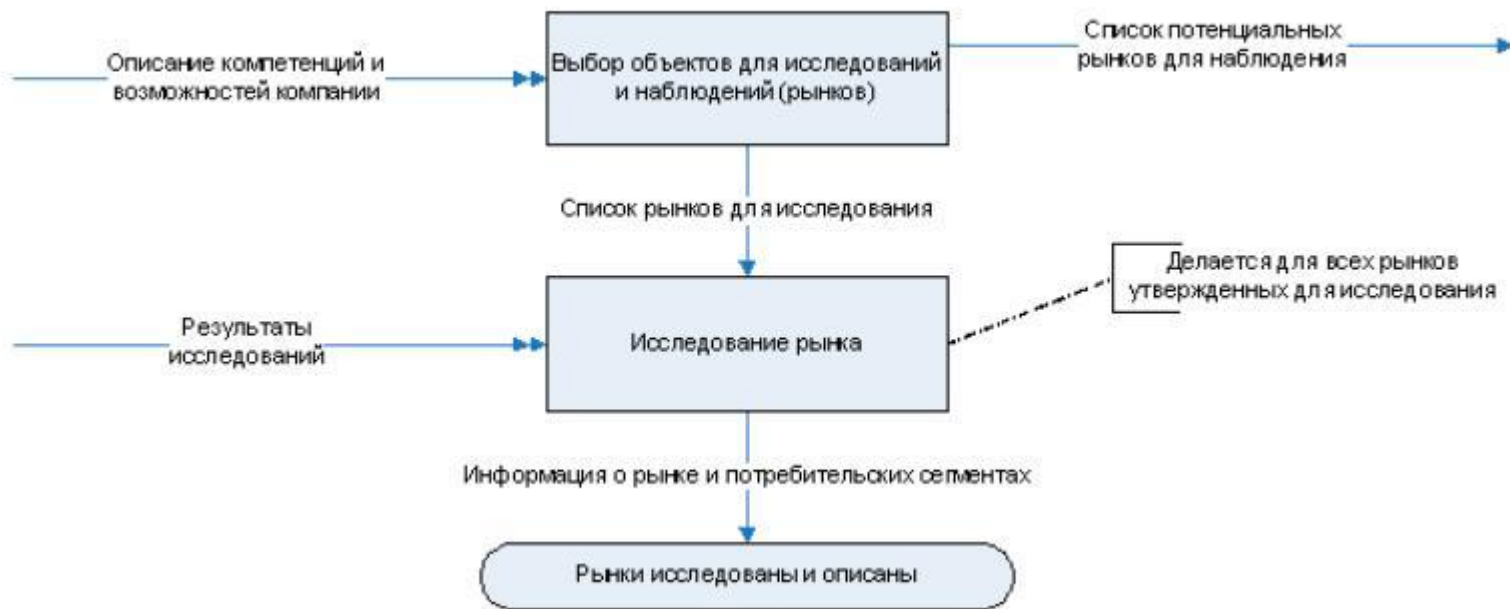 Описание компетенций и
возможностей компании
Выбор объектов для исследований
и наблюдений (рынков)
Список потенциальных
рынков для наблюдения
Список рынков для исследования
Делается для всех рынков
утвержденных для исследования
Результаты
исследований
Исследование рынка
Информация о рынке и потребительских сегментах
Рынки исследованы и описаны